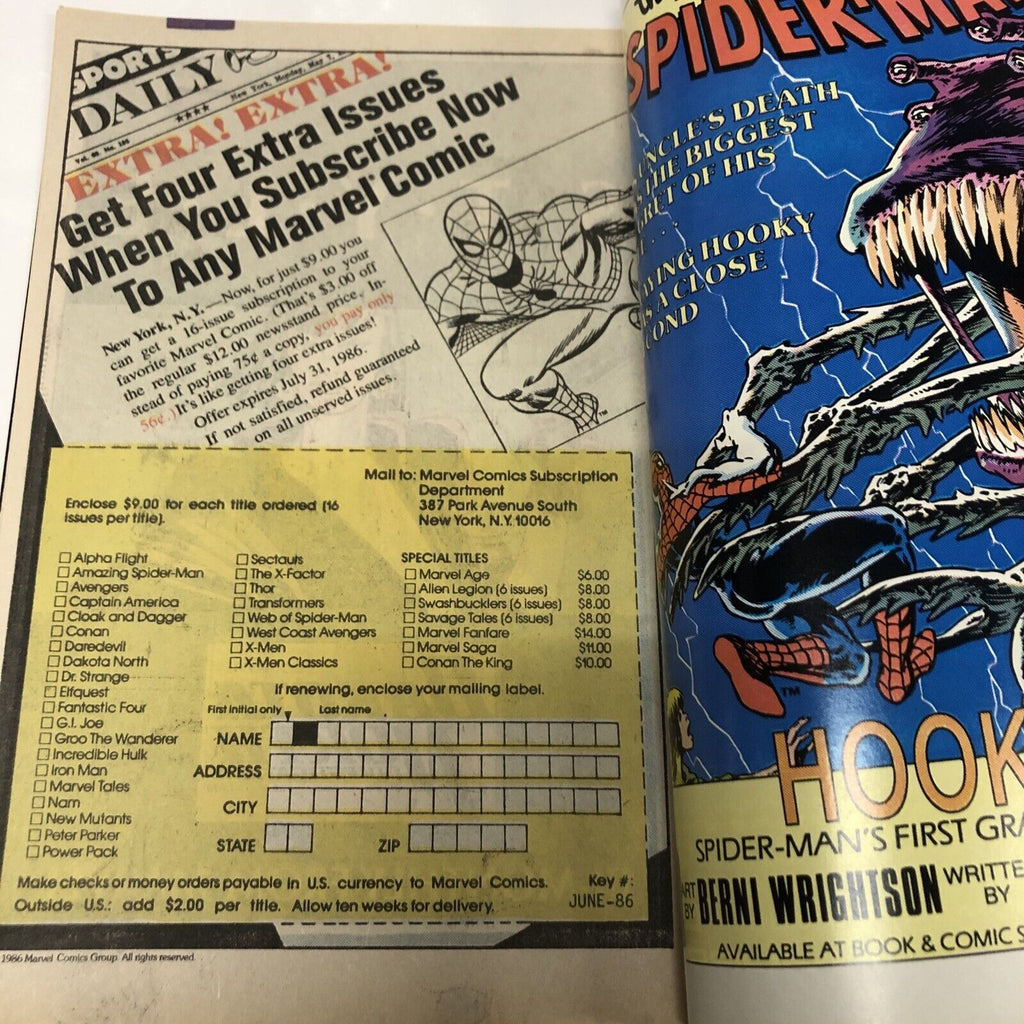 SPORTS
DAILY
★★★★
New York, Monday, May
EXTRA! EXTRA!
Get Four Extra Issues
When You Subscribe Now
To Any Marvel® Comic
New York, N.Y.—Now, for just $9.00 you
can get a 16-issue subscription to your
favorite Marvel Comic. (That's $3.00 off
the regular $12.00 newsstand price. In-
stead of paying 75¢ a copy, you pay only
56¢.) It's like getting four extra issues!
Offer expires July 31, 1986.
If not satisfied, refund guaranteed
on all unserved issues.
TM
Mail to: Marvel Comics Subscription
Department
387 Park Avenue South
New York, N.Y. 10016
Enclose $9.00 for each title ordered (16
issues per title).
Alpha Flight
Amazing Spider-Man
Avengers
Captain America
Cloak and Dagger
Conan
Daredevil
Dakota North
Dr. Strange
Elfquest
Fantastic Four
G.I. Joe
Groo The Wanderer
Incredible Hulk
Iron Man
Marvel Tales
Nam
New Mutants
Peter Parker
Power Pack
Sectaurs
The X-Factor
Thor
Transformers
Web of Spider-Man
West Coast Avengers
X-Men
X-Men Classics
SPECIAL TITLES
Marvel Age $6.00
Alien Legion (6 issues) $8.00
Swashbucklers (6 issues) $8.00
Savage Tales (6 issues) $8.00
Marvel Fanfare $14.00
Marvel Saga $11.00
Conan The King $10.00
If renewing, enclose your mailing label.
First initial only Last name
NAME
ADDRESS
CITY
STATE ZIP
Make checks or money orders payable in U.S. currency to Marvel Comics.
Outside U.S.: add $2.00 per title. Allow ten weeks for delivery.
Key #:
JUNE-86
1986 Marvel Comics Group. All rights reserved.
SPIDER-MA
UNCLE'S DEATH
THE BIGGEST
RET OF HIS
. . .
AYING HOOKY
S A CLOSE
COND
TM
HOOK
SPIDER-MAN'S FIRST GRA
ART
BY
BERNI WRIGHTSON
WRITTE
BY
AVAILABLE AT BOOK & COMIC S